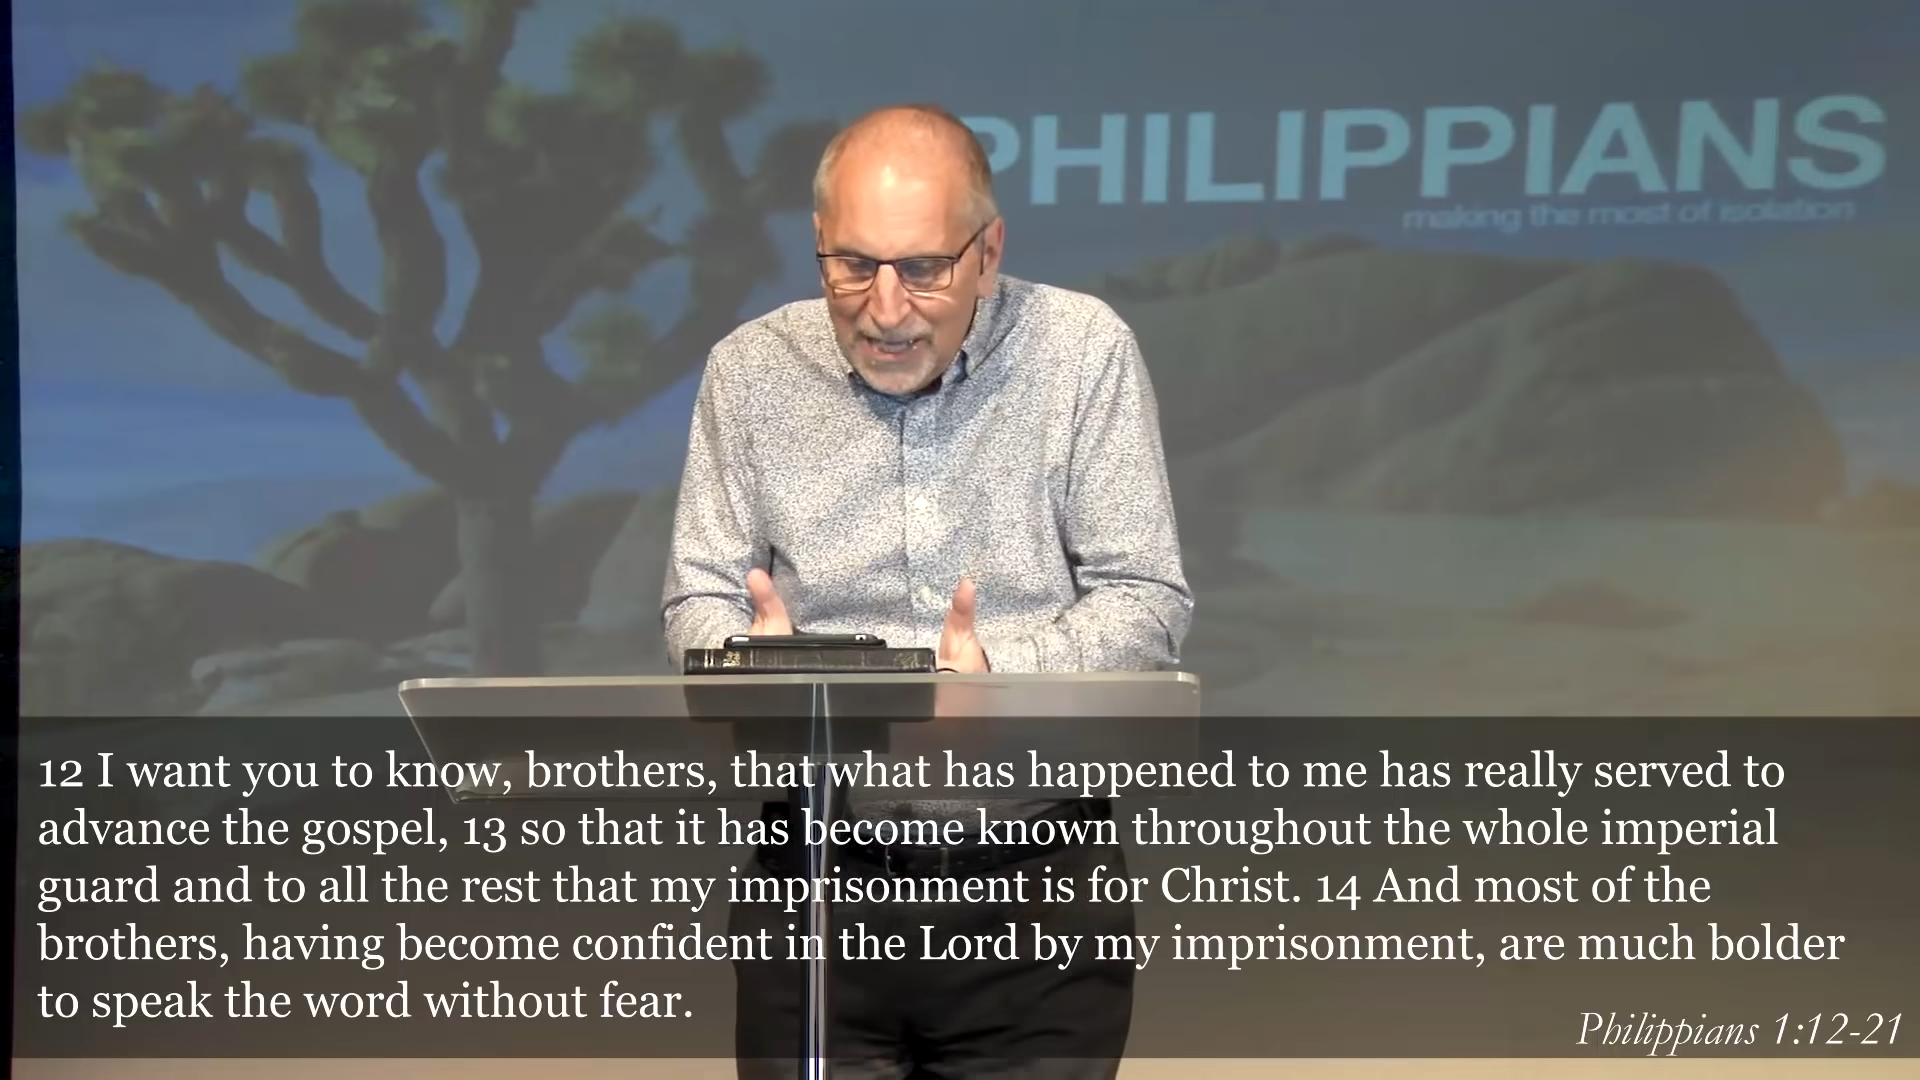 PHILIPPIANS
making the most of isolation
12 I want you to know, brothers, that what has happened to me has really served to
advance the gospel, 13 so that it has become known throughout the whole imperial
guard and to all the rest that my imprisonment is for Christ. 14 And most of the
brothers, having become confident in the Lord by my imprisonment, are much bolder
to speak the word without fear.
Philippians 1:12-21